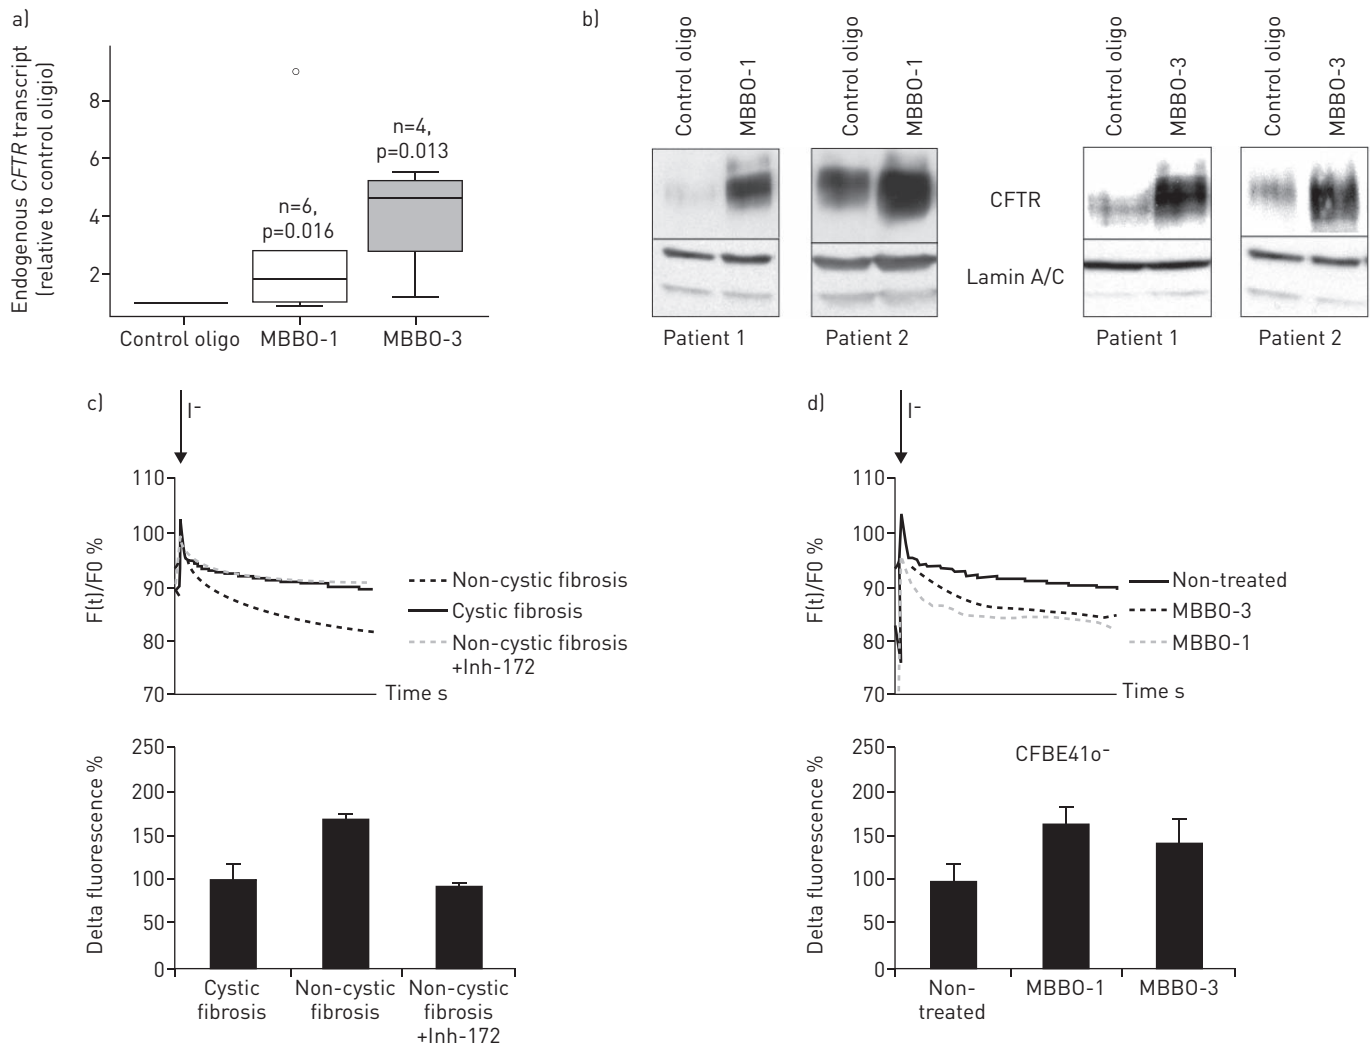 a)
Endogenous CFTR transcript
(relative to control oligio)
8
6
4
2
n=6,
p=0.016
n=4,
p=0.013
Control oligo
MBBO-1
MBBO-3
b)
Control oligo
MBBO-1
Control oligo
MBBO-1
Control oligo
MBBO-3
Control oligo
MBBO-3
CFTR
Lamin A/C
Patient 1
Patient 2
Patient 1
Patient 2
c)
I-
F(t)/F0 %
110
100
90
80
70
Time s
Non-cystic fibrosis
Cystic fibrosis
Non-cystic fibrosis
+Inh-172
Delta fluorescence %
250
200
150
100
50
0
Cystic
fibrosis
Non-cystic
fibrosis
Non-cystic
fibrosis
+Inh-172
d)
I-
F(t)/F0 %
110
100
90
80
70
Time s
Non-treated
MBBO-3
MBBO-1
CFBE41o-
Delta fluorescence %
250
200
150
100
50
0
Non-
treated
MBBO-1
MBBO-3